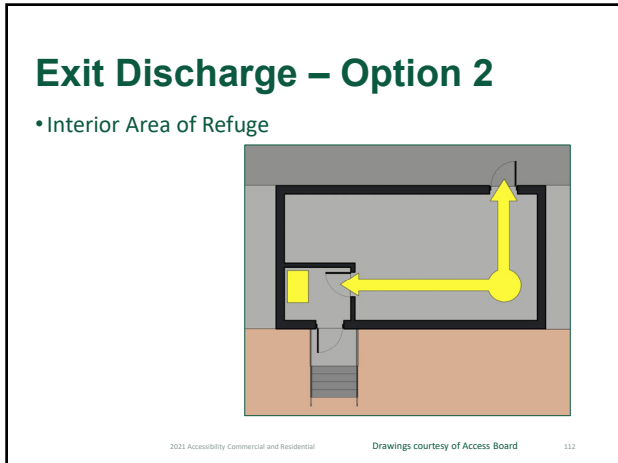 Exit Discharge – Option 2
• Interior Area of Refuge
2021 Accessibility Commercial and Residential
Drawings courtesy of Access Board
112